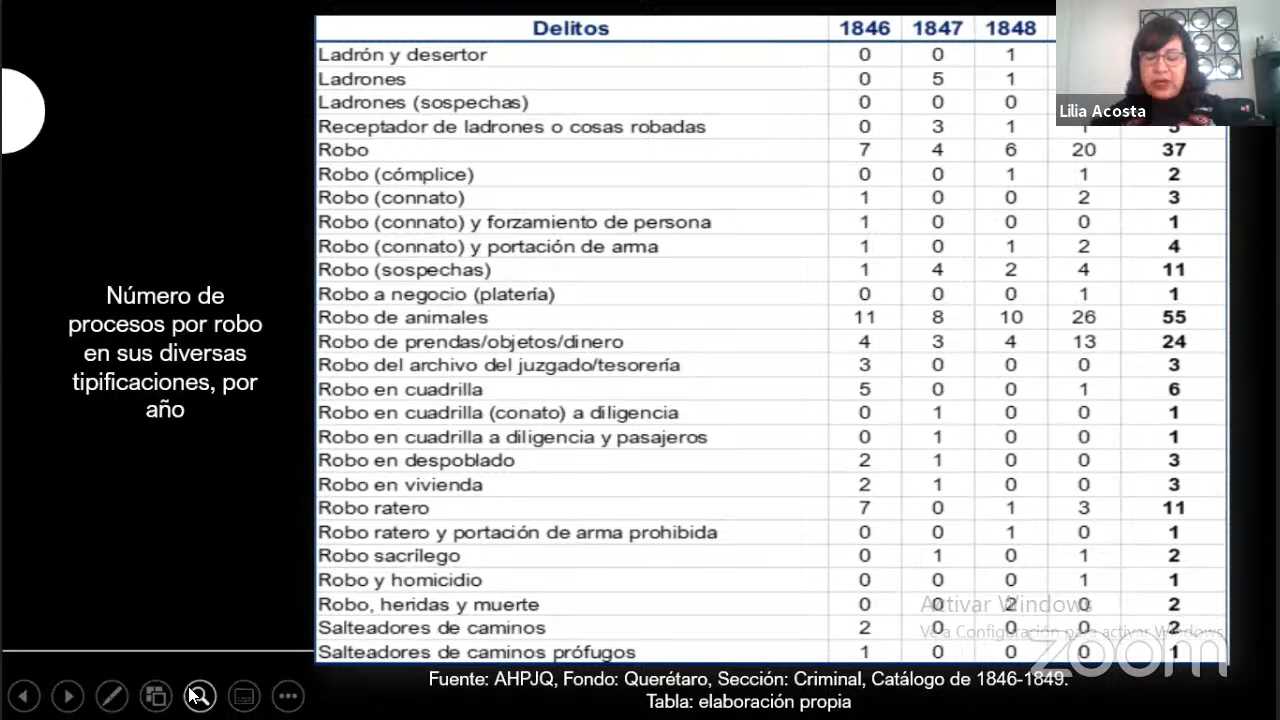 Delitos 1846 1847 1848
Ladrón y desertor 0 0 1
Ladrones 0 5 1
Ladrones (sospechas) 0 0 0
Lilia Acosta
Receptador de ladrones o cosas robadas 0 3 1 1 5
Robo 7 4 6 20 37
Robo (cómplice) 0 0 1 1 2
Robo (connato) 1 0 0 2 3
Robo (connato) y forzamiento de persona 1 0 0 0 1
Robo (connato) y portación de arma 1 0 1 2 4
Robo (sospechas) 1 4 2 4 11
Robo a negocio (platería) 0 0 0 1 1
Robo de animales 11 8 10 26 55
Robo de prendas/objetos/dinero 4 3 4 13 24
Robo del archivo del juzgado/tesorería 3 0 0 0 3
Robo en cuadrilla 5 0 0 1 6
Robo en cuadrilla (conato) a diligencia 0 1 0 0 1
Robo en cuadrilla a diligencia y pasajeros 0 1 0 0 1
Robo en despoblado 2 1 0 0 3
Robo en vivienda 2 1 0 0 3
Robo ratero 7 0 1 3 11
Robo ratero y portación de arma prohibida 0 0 1 0 1
Robo sacrílego 0 1 0 1 2
Robo y homicidio 0 0 0 1 1
Robo, heridas y muerte 0 0 2 0 2
Salteadores de caminos 2 0 0 0 2
Salteadores de caminos prófugos 1 0 0 0 1
Número de
procesos por robo
en sus diversas
tipificaciones, por
año
Activar Windows
Ve a Configuración para activar Windows.
zoom
Fuente: AHPJQ, Fondo: Querétaro, Sección: Criminal, Catálogo de 1846-1849.
Tabla: elaboración propia